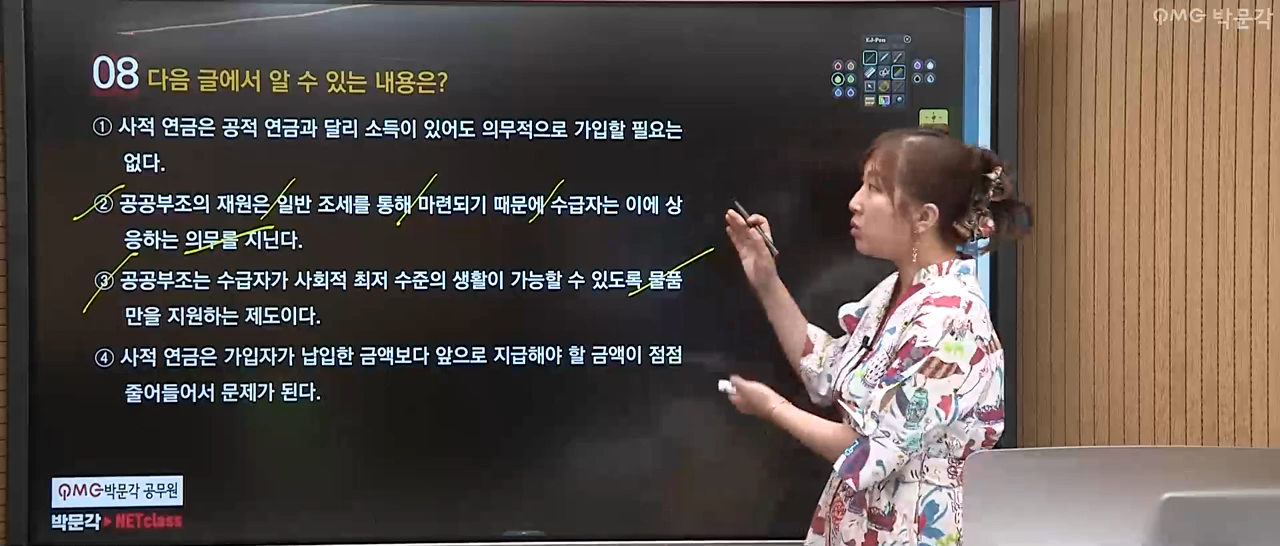 PMG 박문각
EJ-Pen
08 다음 글에서 알 수 있는 내용은?
① 사적 연금은 공적 연금과 달리 소득이 있어도 의무적으로 가입할 필요는
없다.
② 공공부조의 재원은 일반 조세를 통해 마련되기 때문에 수급자는 이에 상
응하는 의무를 지닌다.
③ 공공부조는 수급자가 사회적 최저 수준의 생활이 가능할 수 있도록 물품
만을 지원하는 제도이다.
④ 사적 연금은 가입자가 납입한 금액보다 앞으로 지급해야 할 금액이 점점
줄어들어서 문제가 된다.
PMG 박문각 공무원
박문각 ▶ NETclass